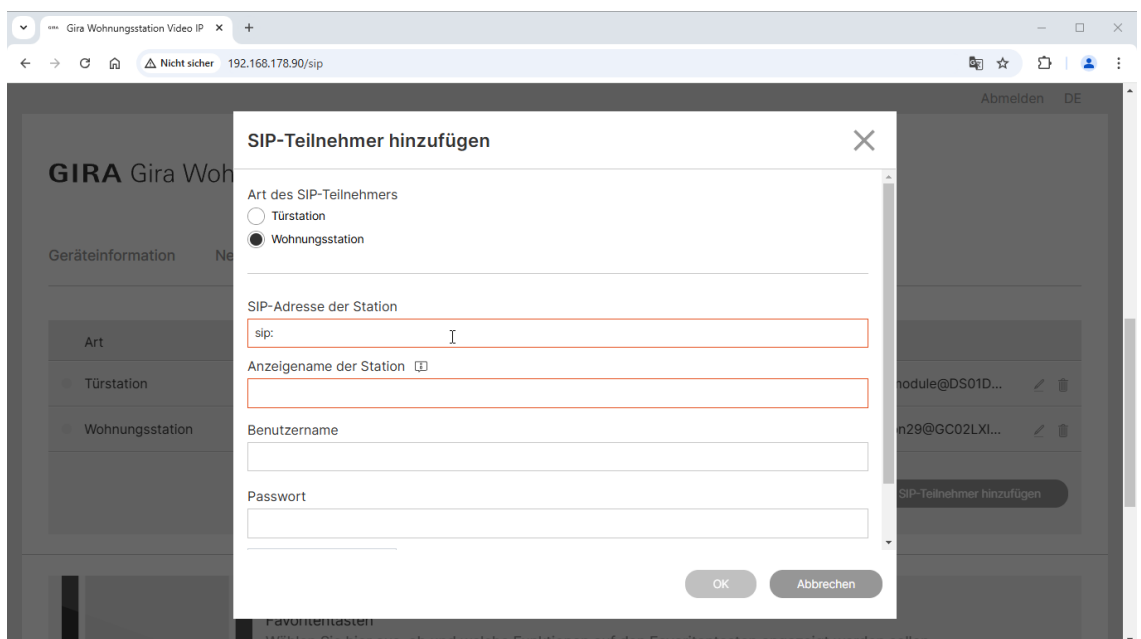 GIRA Gira Wohnungsstation Video IP
Nicht sicher 192.168.178.90/sip
Abmelden DE
SIP-Teilnehmer hinzufügen
GIRA Gira Woh
Art des SIP-Teilnehmers
Türstation
Wohnungsstation
Geräteinformation Ne
SIP-Adresse der Station
sip:
Art
Anzeigename der Station
Türstation module@DS01D...
Wohnungsstation n29@GC02LXI...
Benutzername
Passwort
SIP-Teilnehmer hinzufügen
OK Abbrechen
Favoritentasten